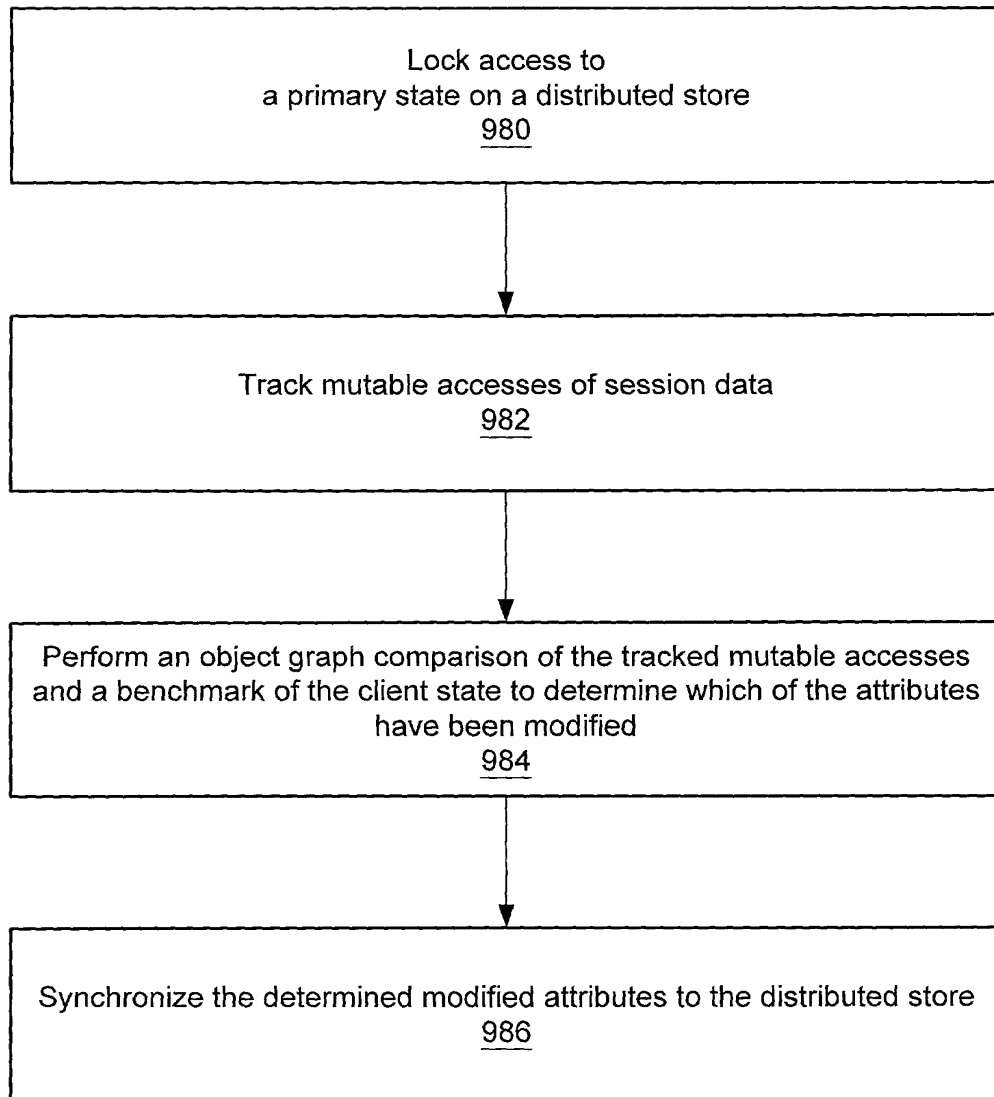 Lock access to
a primary state on a distributed store
980
Track mutable accesses of session data
982
Perform an object graph comparison of the tracked mutable accesses
and a benchmark of the client state to determine which of the attributes
have been modified
984
Synchronize the determined modified attributes to the distributed store
986